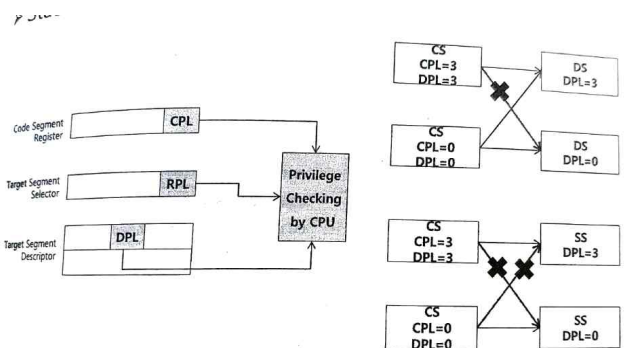 Code Segment
Register
CPL
Target Segment
Selector
RPL
Target Segment
Descriptor
DPL
Privilege
Checking
by CPU
CS
CPL=3
DPL=3
DS
DPL=3
CS
CPL=0
DPL=0
DS
DPL=0
CS
CPL=3
DPL=3
SS
DPL=3
CS
CPL=0
DPL=0
SS
DPL=0